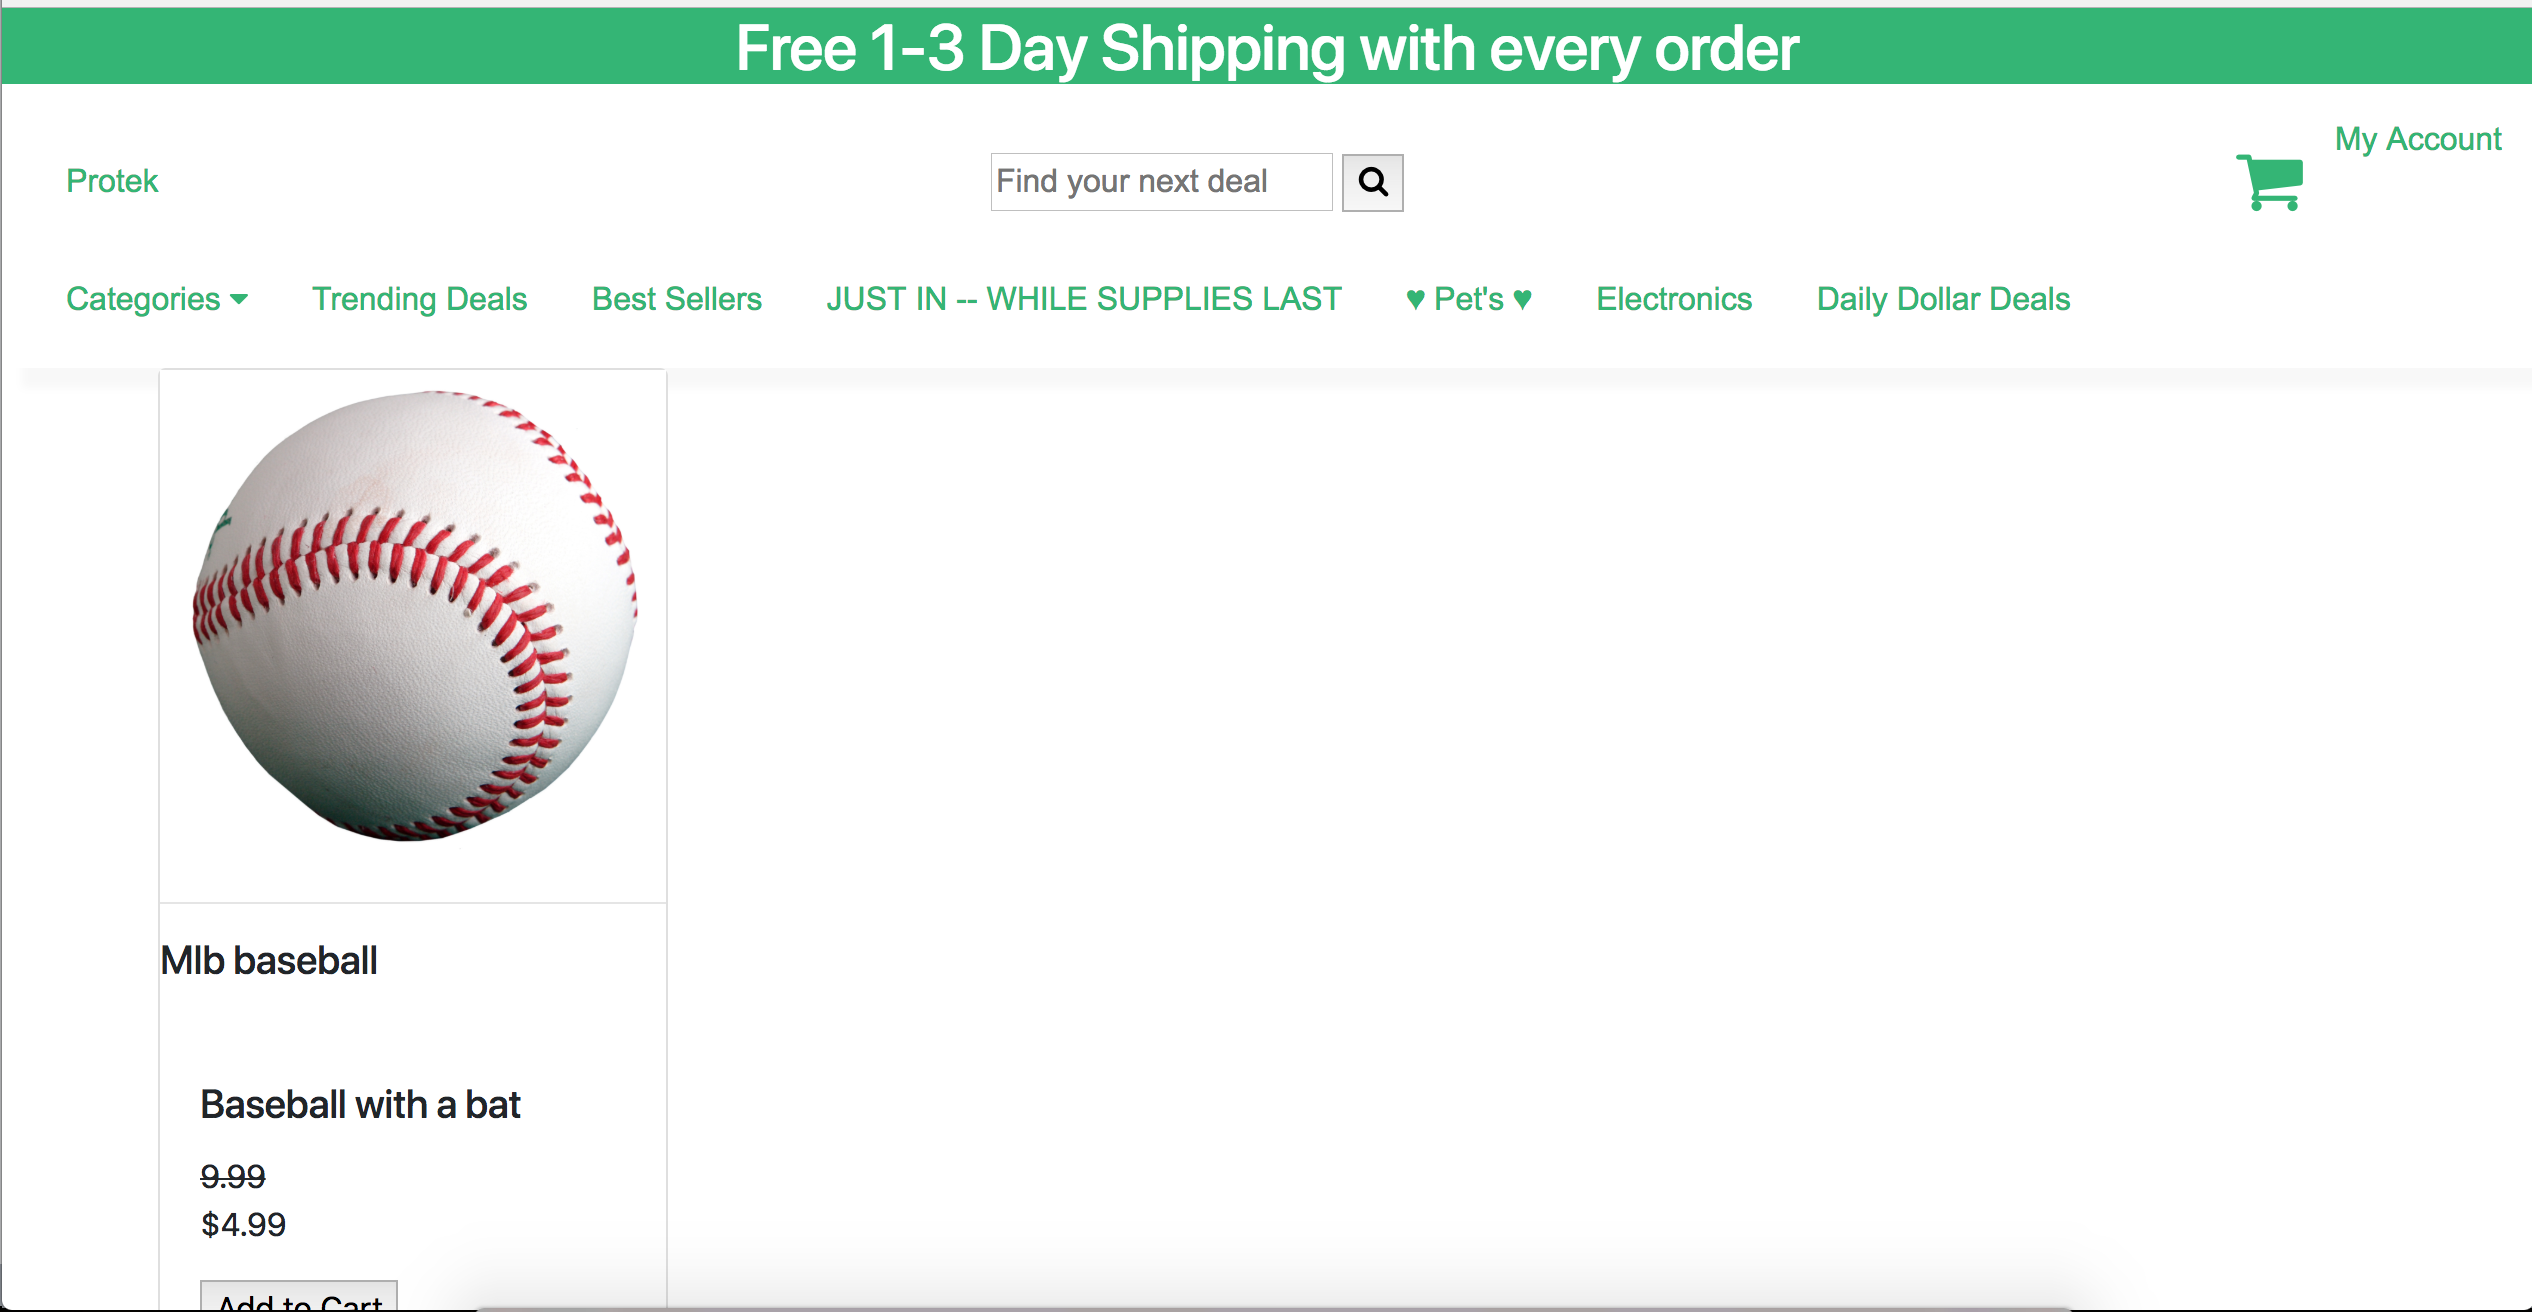 Free 1-3 Day Shipping with every order
My Account
Protek
Find your next deal
Categories Trending Deals Best Sellers JUST IN -- WHILE SUPPLIES LAST ♥ Pet's ♥ Electronics Daily Dollar Deals
Mlb baseball
Baseball with a bat
9.99
$4.99
Add to Cart